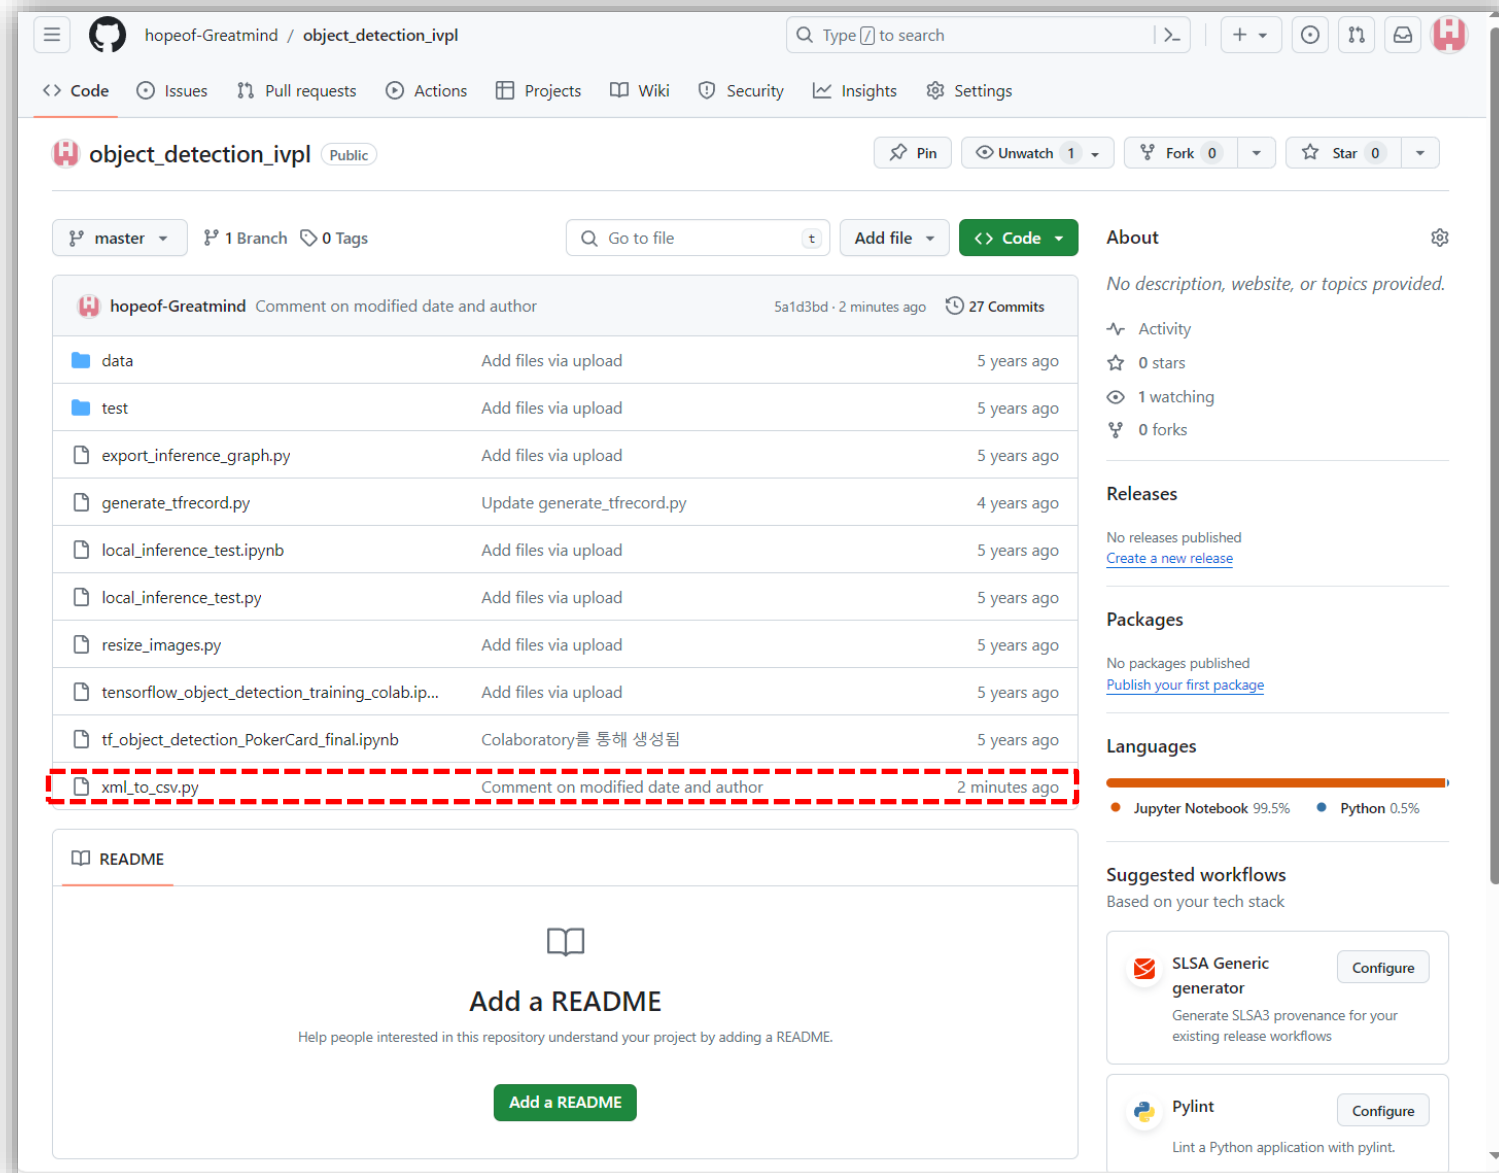 hopeof-Greatmind / object_detection_ivpl
Type / to search
Code Issues Pull requests Actions Projects Wiki Security Insights Settings
object_detection_ivpl Public
Pin Unwatch 1 Fork 0 Star 0
master 1 Branch 0 Tags Go to file t Add file Code
hopeof-Greatmind Comment on modified date and author 5a1d3bd · 2 minutes ago 27 Commits
data Add files via upload 5 years ago
test Add files via upload 5 years ago
export_inference_graph.py Add files via upload 5 years ago
generate_tfrecord.py Update generate_tfrecord.py 4 years ago
local_inference_test.ipynb Add files via upload 5 years ago
local_inference_test.py Add files via upload 5 years ago
resize_images.py Add files via upload 5 years ago
tensorflow_object_detection_training_colab.ip... Add files via upload 5 years ago
tf_object_detection_PokerCard_final.ipynb Colaboratory를 통해 생성됨 5 years ago
xml_to_csv.py Comment on modified date and author 2 minutes ago
README
Add a README
Help people interested in this repository understand your project by adding a README.
Add a README
About
No description, website, or topics provided.
Activity
0 stars
1 watching
0 forks
Releases
No releases published
Create a new release
Packages
No packages published
Publish your first package
Languages
Jupyter Notebook 99.5% Python 0.5%
Suggested workflows
Based on your tech stack
SLSA Generic
generator
Configure
Generate SLSA3 provenance for your
existing release workflows
Pylint
Configure
Lint a Python application with pylint.